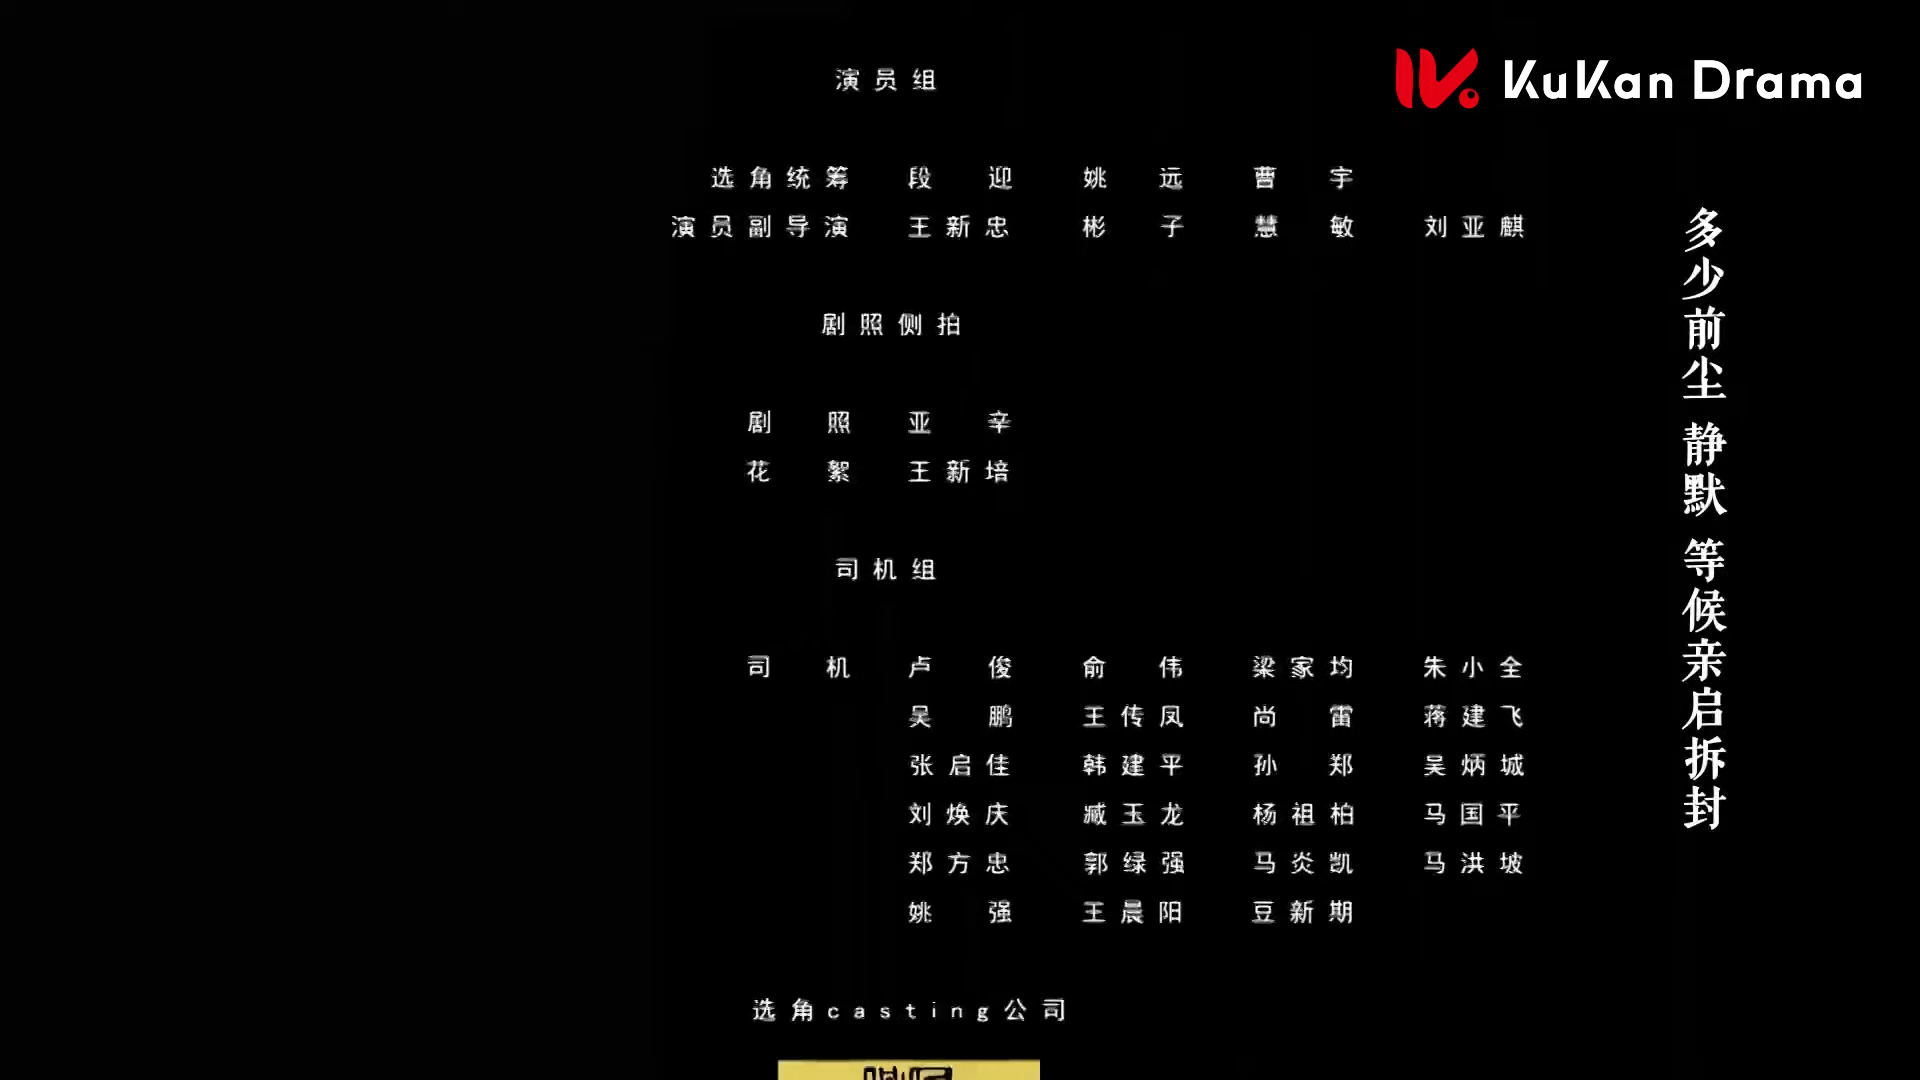 KuKan Drama
演员组
选角统筹 段迎 姚远 曹宇
演员副导演 王新忠 彬子 慧敏 刘亚麒
剧照侧拍
剧照 亚辛
花絮 王新培
司机组
司机 卢俊 俞伟 梁家均 朱小全
吴鹏 王传凤 尚雷 蒋建飞
张启佳 韩建平 孙郑 吴炳城
刘焕庆 臧玉龙 杨祖柏 马国平
郑方忠 郭绿强 马炎凯 马洪坡
姚强 王晨阳 豆新期
选角casting公司
多少前尘 静默 等候亲启拆封